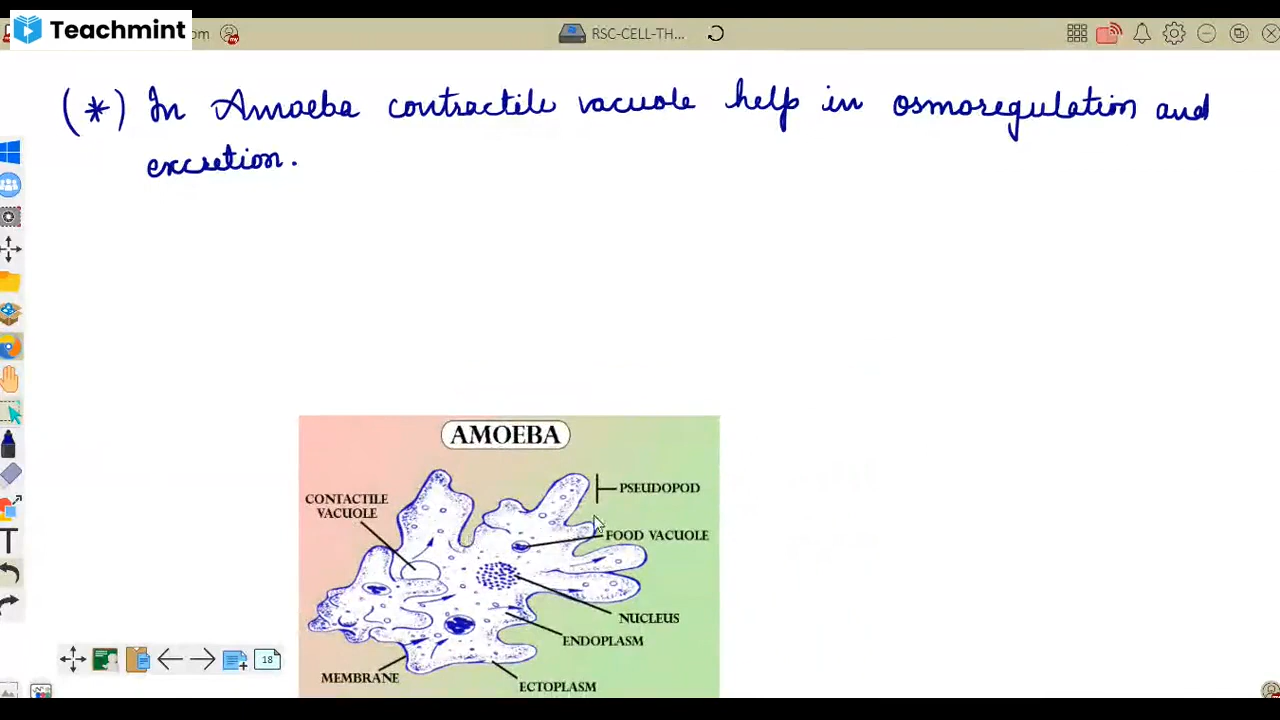 Teachmint
om
RSC-CELL-TH...
(*) In Amoeba contractile vacuole help in osmoregulation and
excretion.
AMOEBA
CONTACTILE
VACUOLE
PSEUDOPOD
FOOD VACUOLE
NUCLEUS
ENDOPLASM
MEMBRANE
ECTOPLASM
T
18